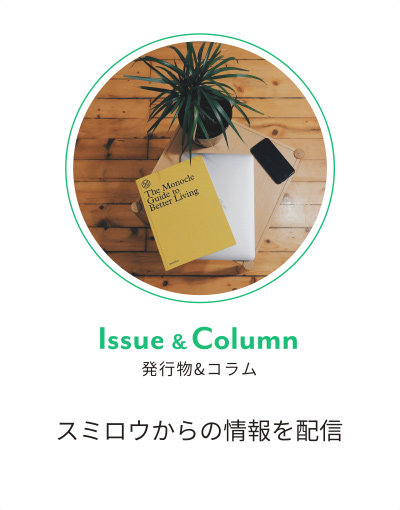 The Monocle
Guide to
Better Living
Issue & Column
発行物&コラム
スミロウからの情報を配信